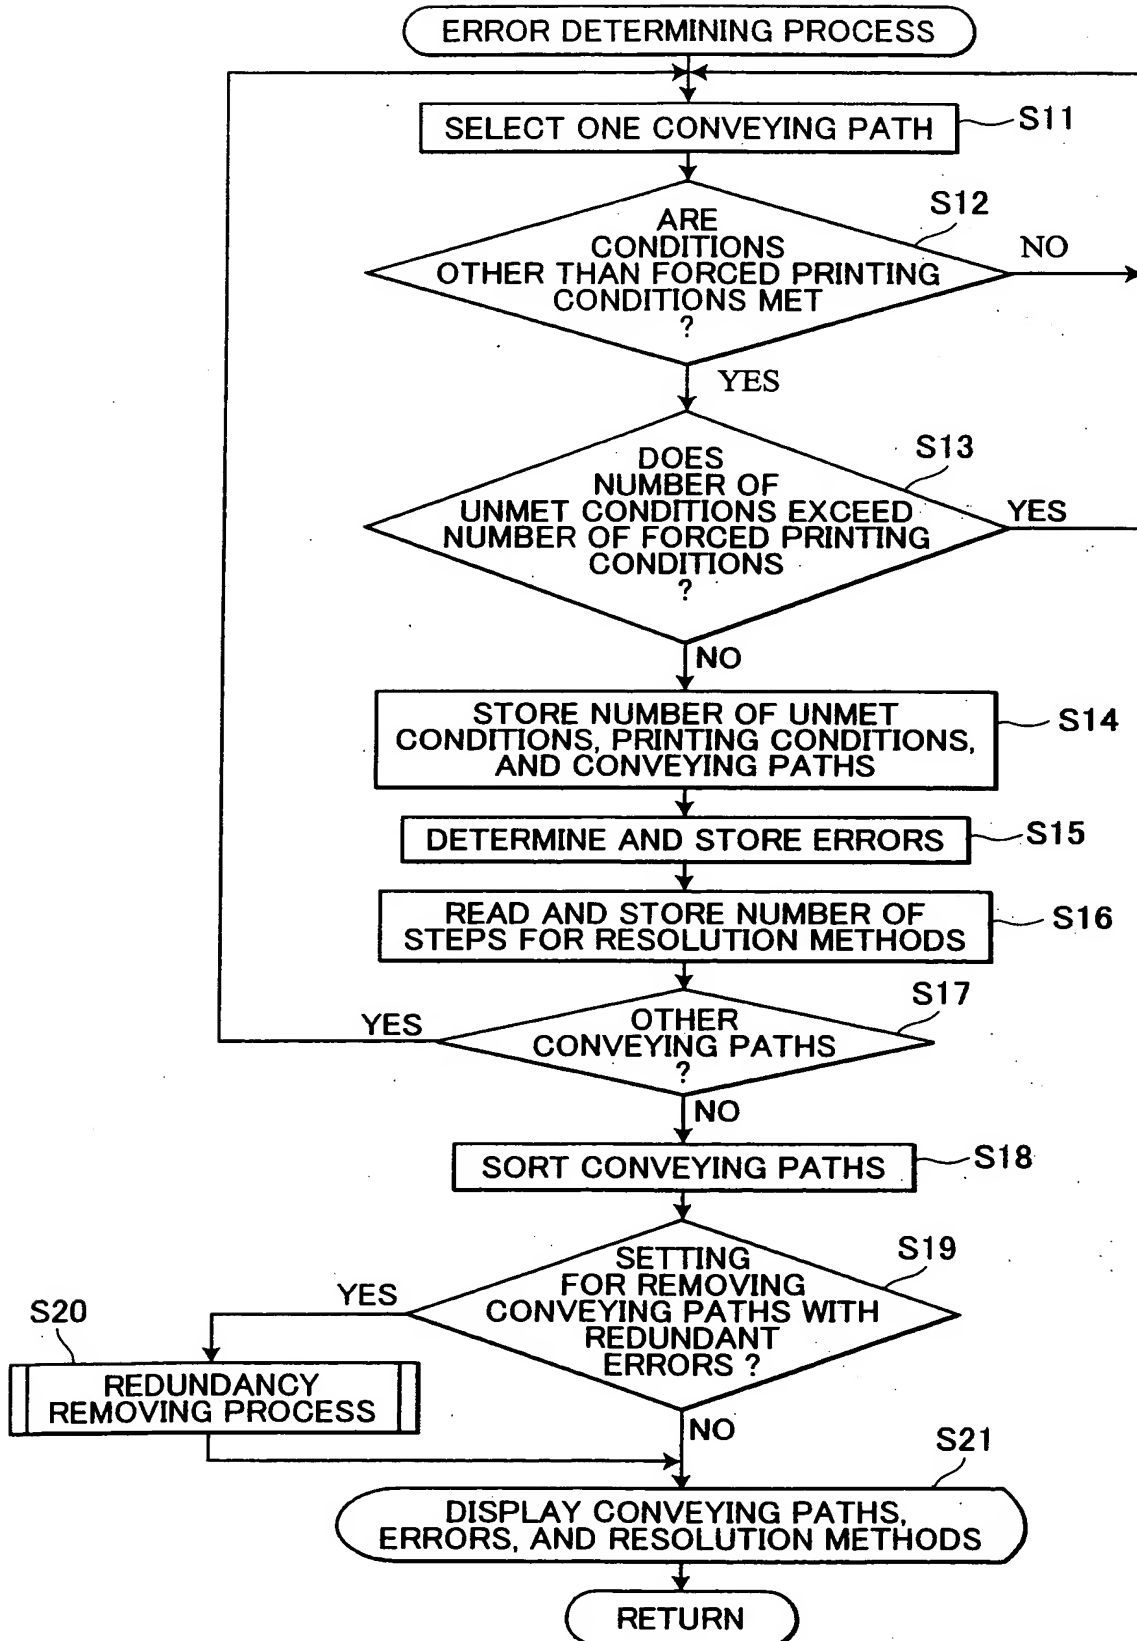 ERROR DETERMINING PROCESS
SELECT ONE CONVEYING PATH
S11
S12
ARE
CONDITIONS
OTHER THAN FORCED PRINTING
CONDITIONS MET
?
NO
YES
S13
DOES
NUMBER OF
UNMET CONDITIONS EXCEED
NUMBER OF FORCED PRINTING
CONDITIONS
?
YES
NO
STORE NUMBER OF UNMET
CONDITIONS, PRINTING CONDITIONS,
AND CONVEYING PATHS
S14
DETERMINE AND STORE ERRORS
S15
READ AND STORE NUMBER OF
STEPS FOR RESOLUTION METHODS
S16
S17
OTHER
CONVEYING PATHS
?
YES
NO
SORT CONVEYING PATHS
S18
S19
SETTING
FOR REMOVING
CONVEYING PATHS WITH
REDUNDANT
ERRORS ?
YES
S20
REDUNDANCY
REMOVING PROCESS
NO
S21
DISPLAY CONVEYING PATHS,
ERRORS, AND RESOLUTION METHODS
RETURN